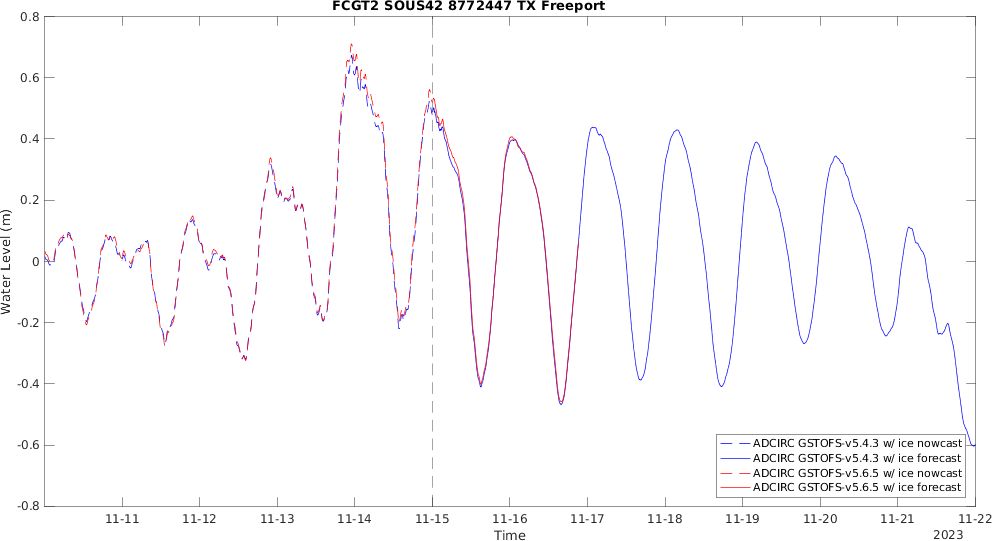 FCGT2 SOUS42 8772447 TX Freeport
0.8
0.6
0.4
0.2
0
-0.2
-0.4
-0.6
-0.8
Water Level (m)
ADCIRC GSTOFS-v5.4.3 w/ ice nowcast
ADCIRC GSTOFS-v5.4.3 w/ ice forecast
ADCIRC GSTOFS-v5.6.5 w/ ice nowcast
ADCIRC GSTOFS-v5.6.5 w/ ice forecast
11-11 11-12 11-13 11-14 11-15 11-16 11-17 11-18 11-19 11-20 11-21 11-22
Time
2023